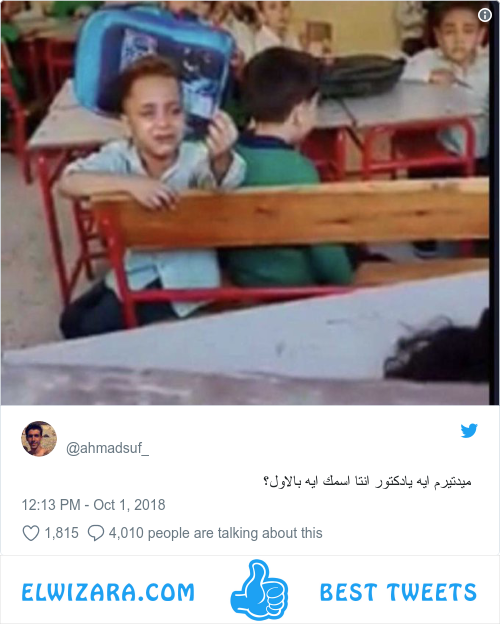 @ahmadsuf_
ميدتيرم ايه يادكتور انتا اسمك ايه بالاول؟
12:13 PM - Oct 1, 2018
1,815 4,010 people are talking about this
ELWIZARA.COM BEST TWEETS